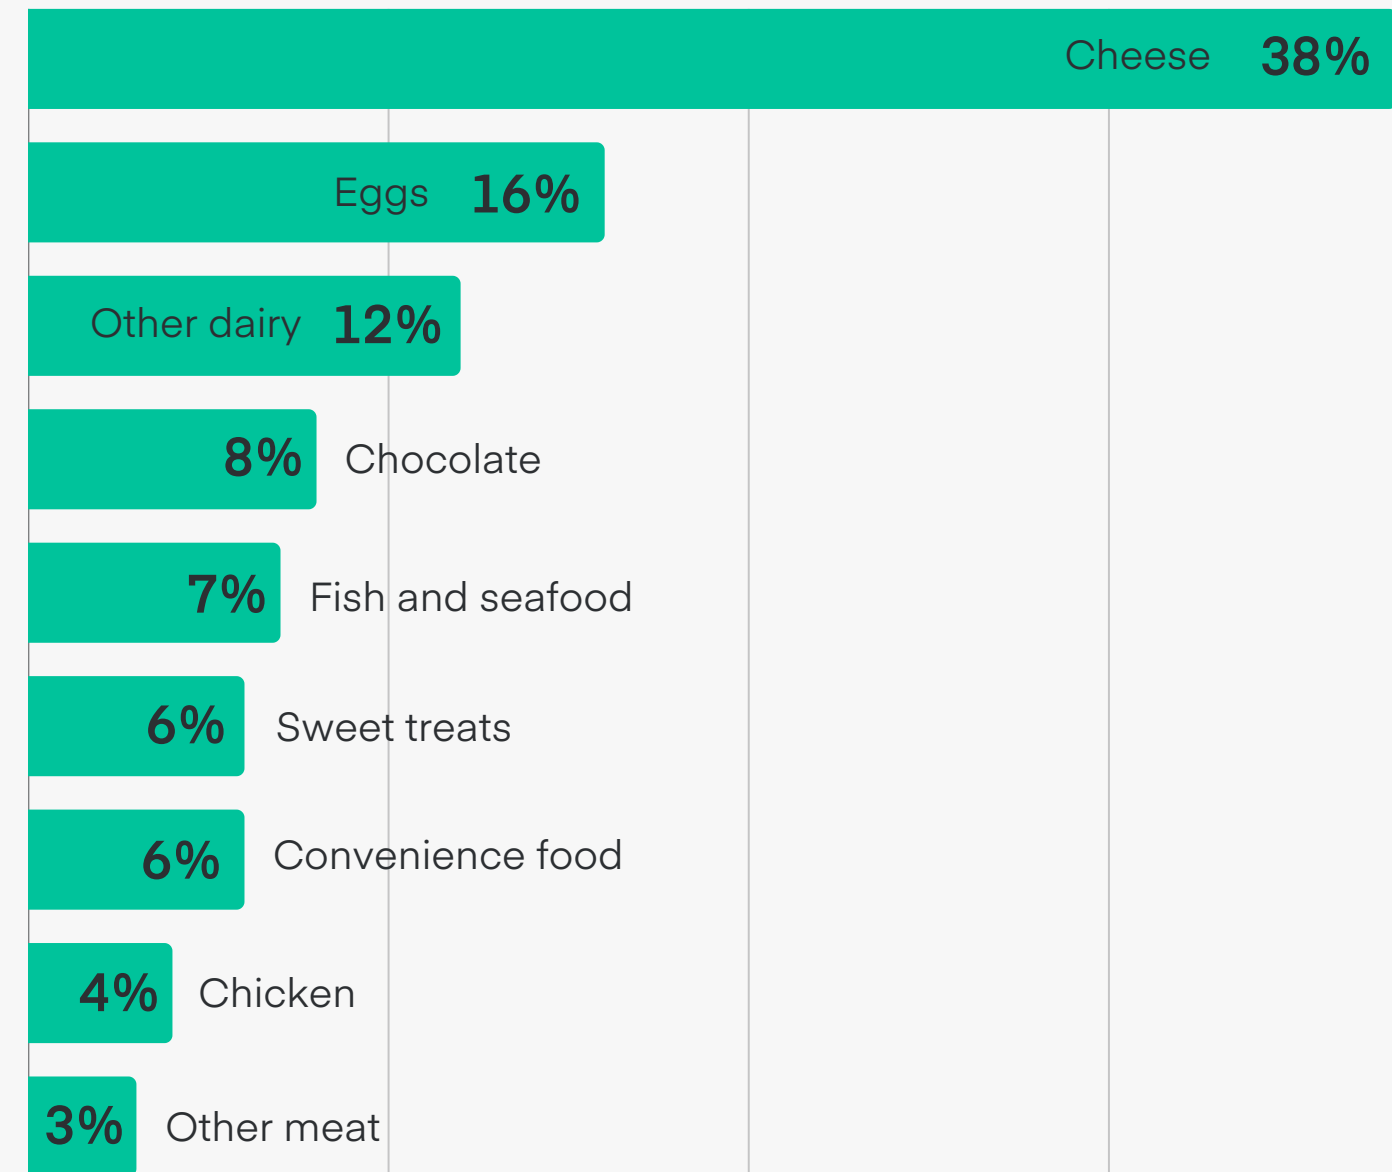 Cheese 38%
Eggs 16%
Other dairy 12%
8% Chocolate
7% Fish and seafood
6% Sweet treats
6% Convenience food
4% Chicken
3% Other meat